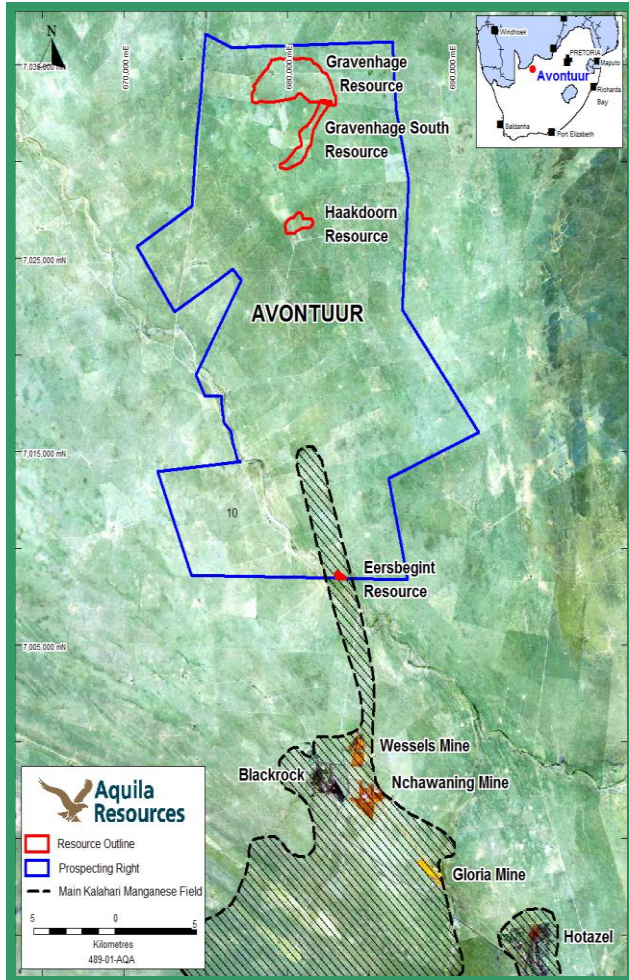 N
670,000 mE
680,000 mE
690,000 mE
7,035,000 mN
7,025,000 mN
7,015,000 mN
7,005,000 mN
Gravenhage
Resource
Gravenhage South
Resource
Haakdoorn
Resource
AVONTUUR
10
Eersbegint
Resource
Wessels Mine
Blackrock
Nchawaning Mine
Gloria Mine
Hotazel
Windhoek
PRETORIA
Maputo
Avontuur
Richards
Bay
Saldanha
Port Elizabeth
Aquila
Resources
Resource Outline
Prospecting Right
Main Kalahari Manganese Field
5 0 5
Kilometres
489-01-AQA